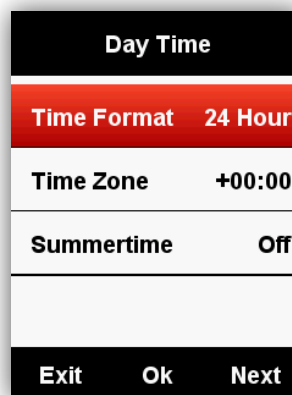 Day Time
Time Format 24 Hour
Time Zone +00:00
Summertime Off
Exit Ok Next